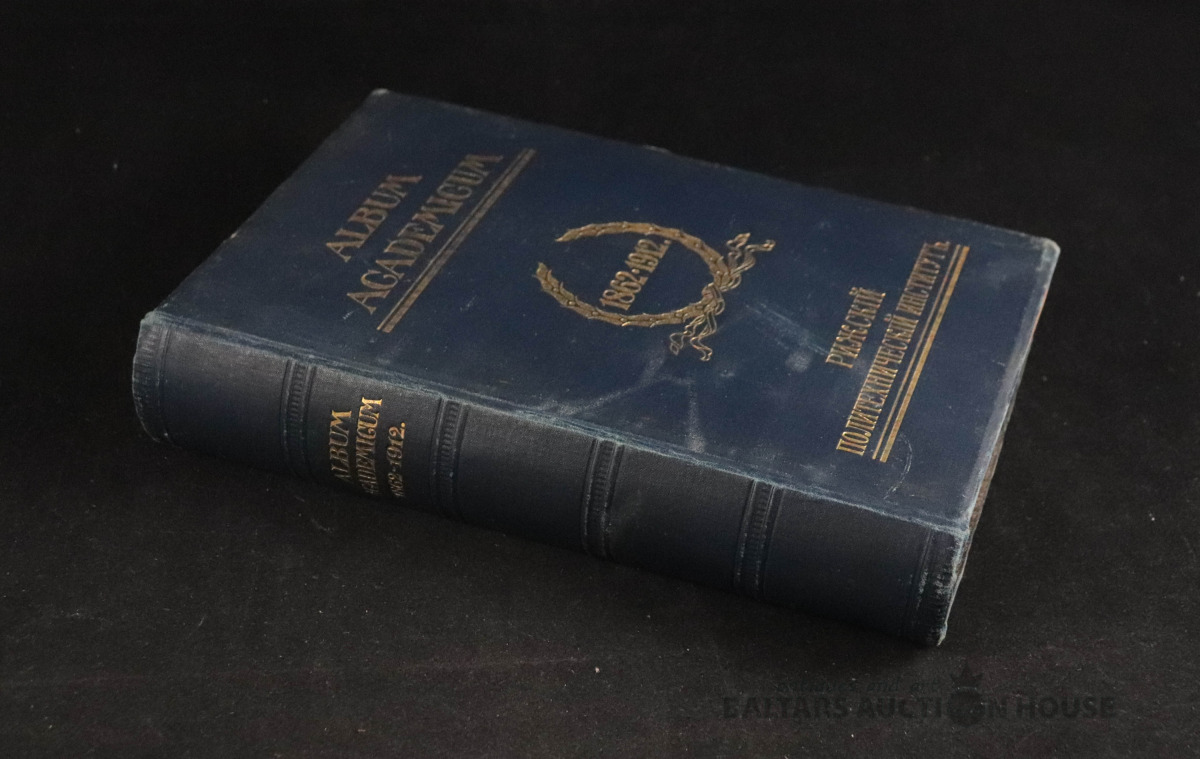 ALBUM
ACADEMICUM
1862-1912.
РИЖСКІЙ
ПОЛИТЕХНИЧЕСКІЙ ИНСТИТУТЪ
ALBUM
ACADEMICUM
1862-1912.
BALTARS AUCTION HOUSE